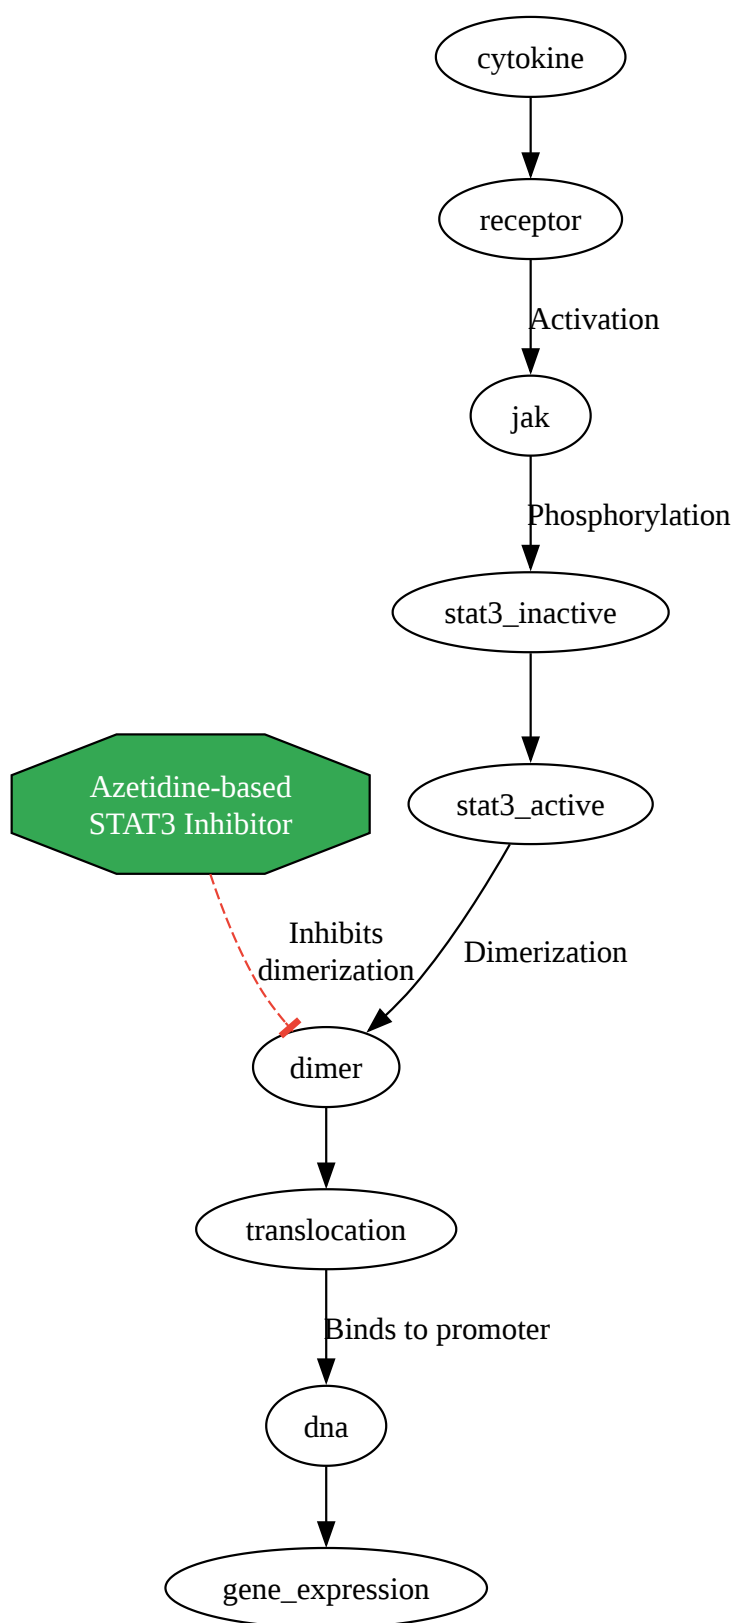 cytokine
receptor
Activation
jak
Phosphorylation
stat3_inactive
Azetidine-based
STAT3 Inhibitor
stat3_active
Inhibits
dimerization
Dimerization
dimer
translocation
Binds to promoter
dna
gene_expression